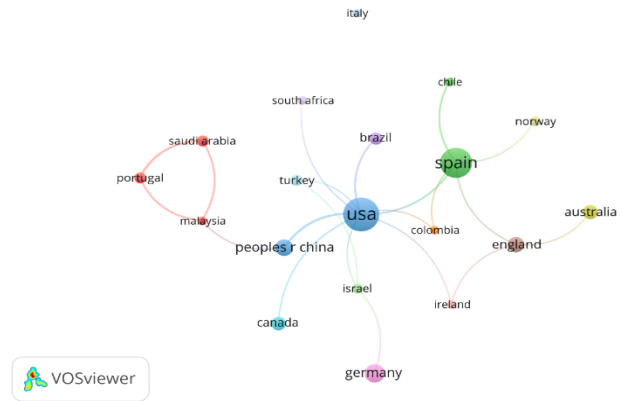 italy
chile
south africa
norway
brazil
saudi arabia
spain
portugal
turkey
usa
australia
malaysia
colombia
peoples r china
england
israel
ireland
canada
germany
VOSviewer